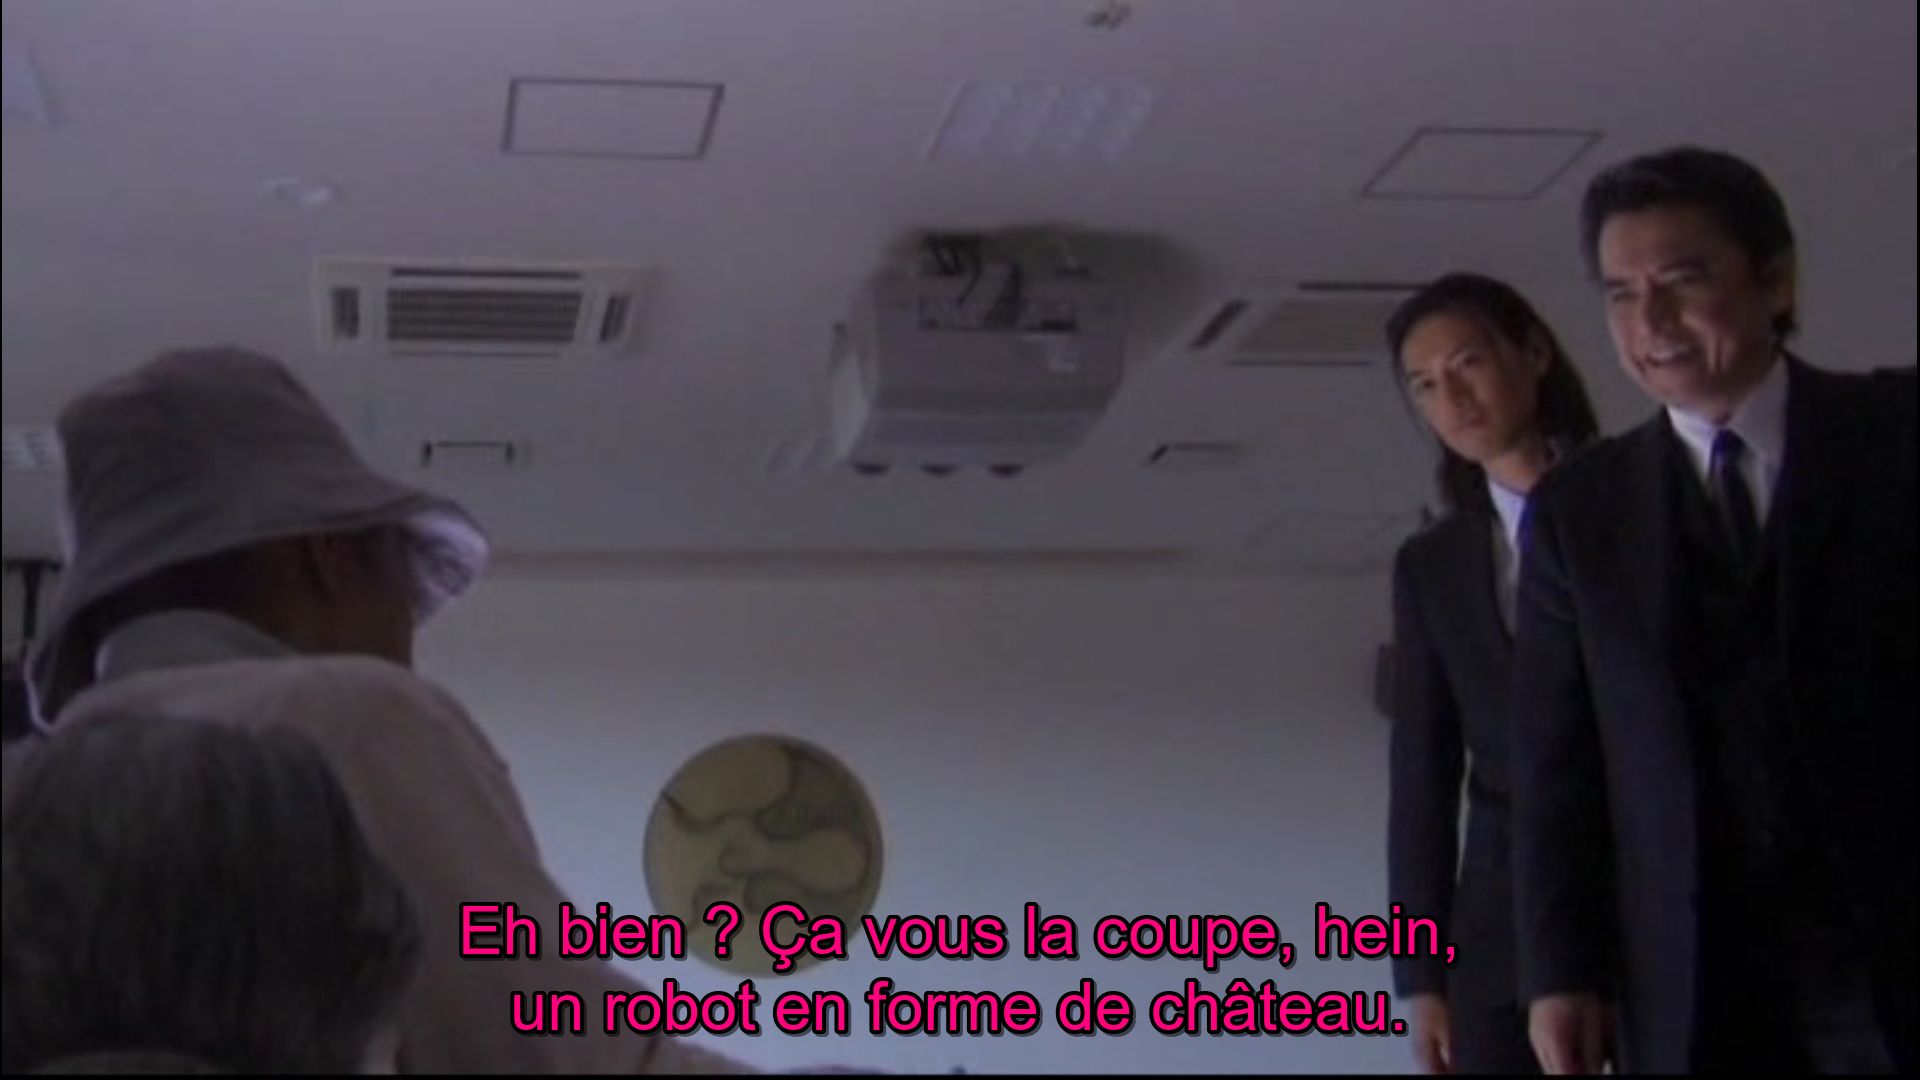 Eh bien ? Ça vous la coupe, hein,
un robot en forme de château.